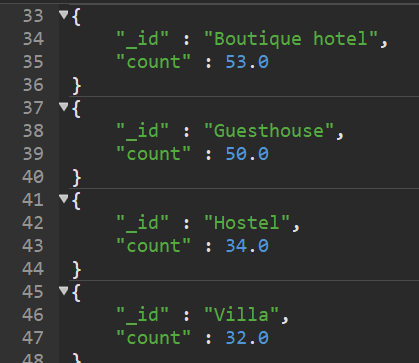 33 {
34 "_id" : "Boutique hotel",
35 "count" : 53.0
36 }
37 {
38 "_id" : "Guesthouse",
39 "count" : 50.0
40 }
41 {
42 "_id" : "Hostel",
43 "count" : 34.0
44 }
45 {
46 "_id" : "Villa",
47 "count" : 32.0
48 }